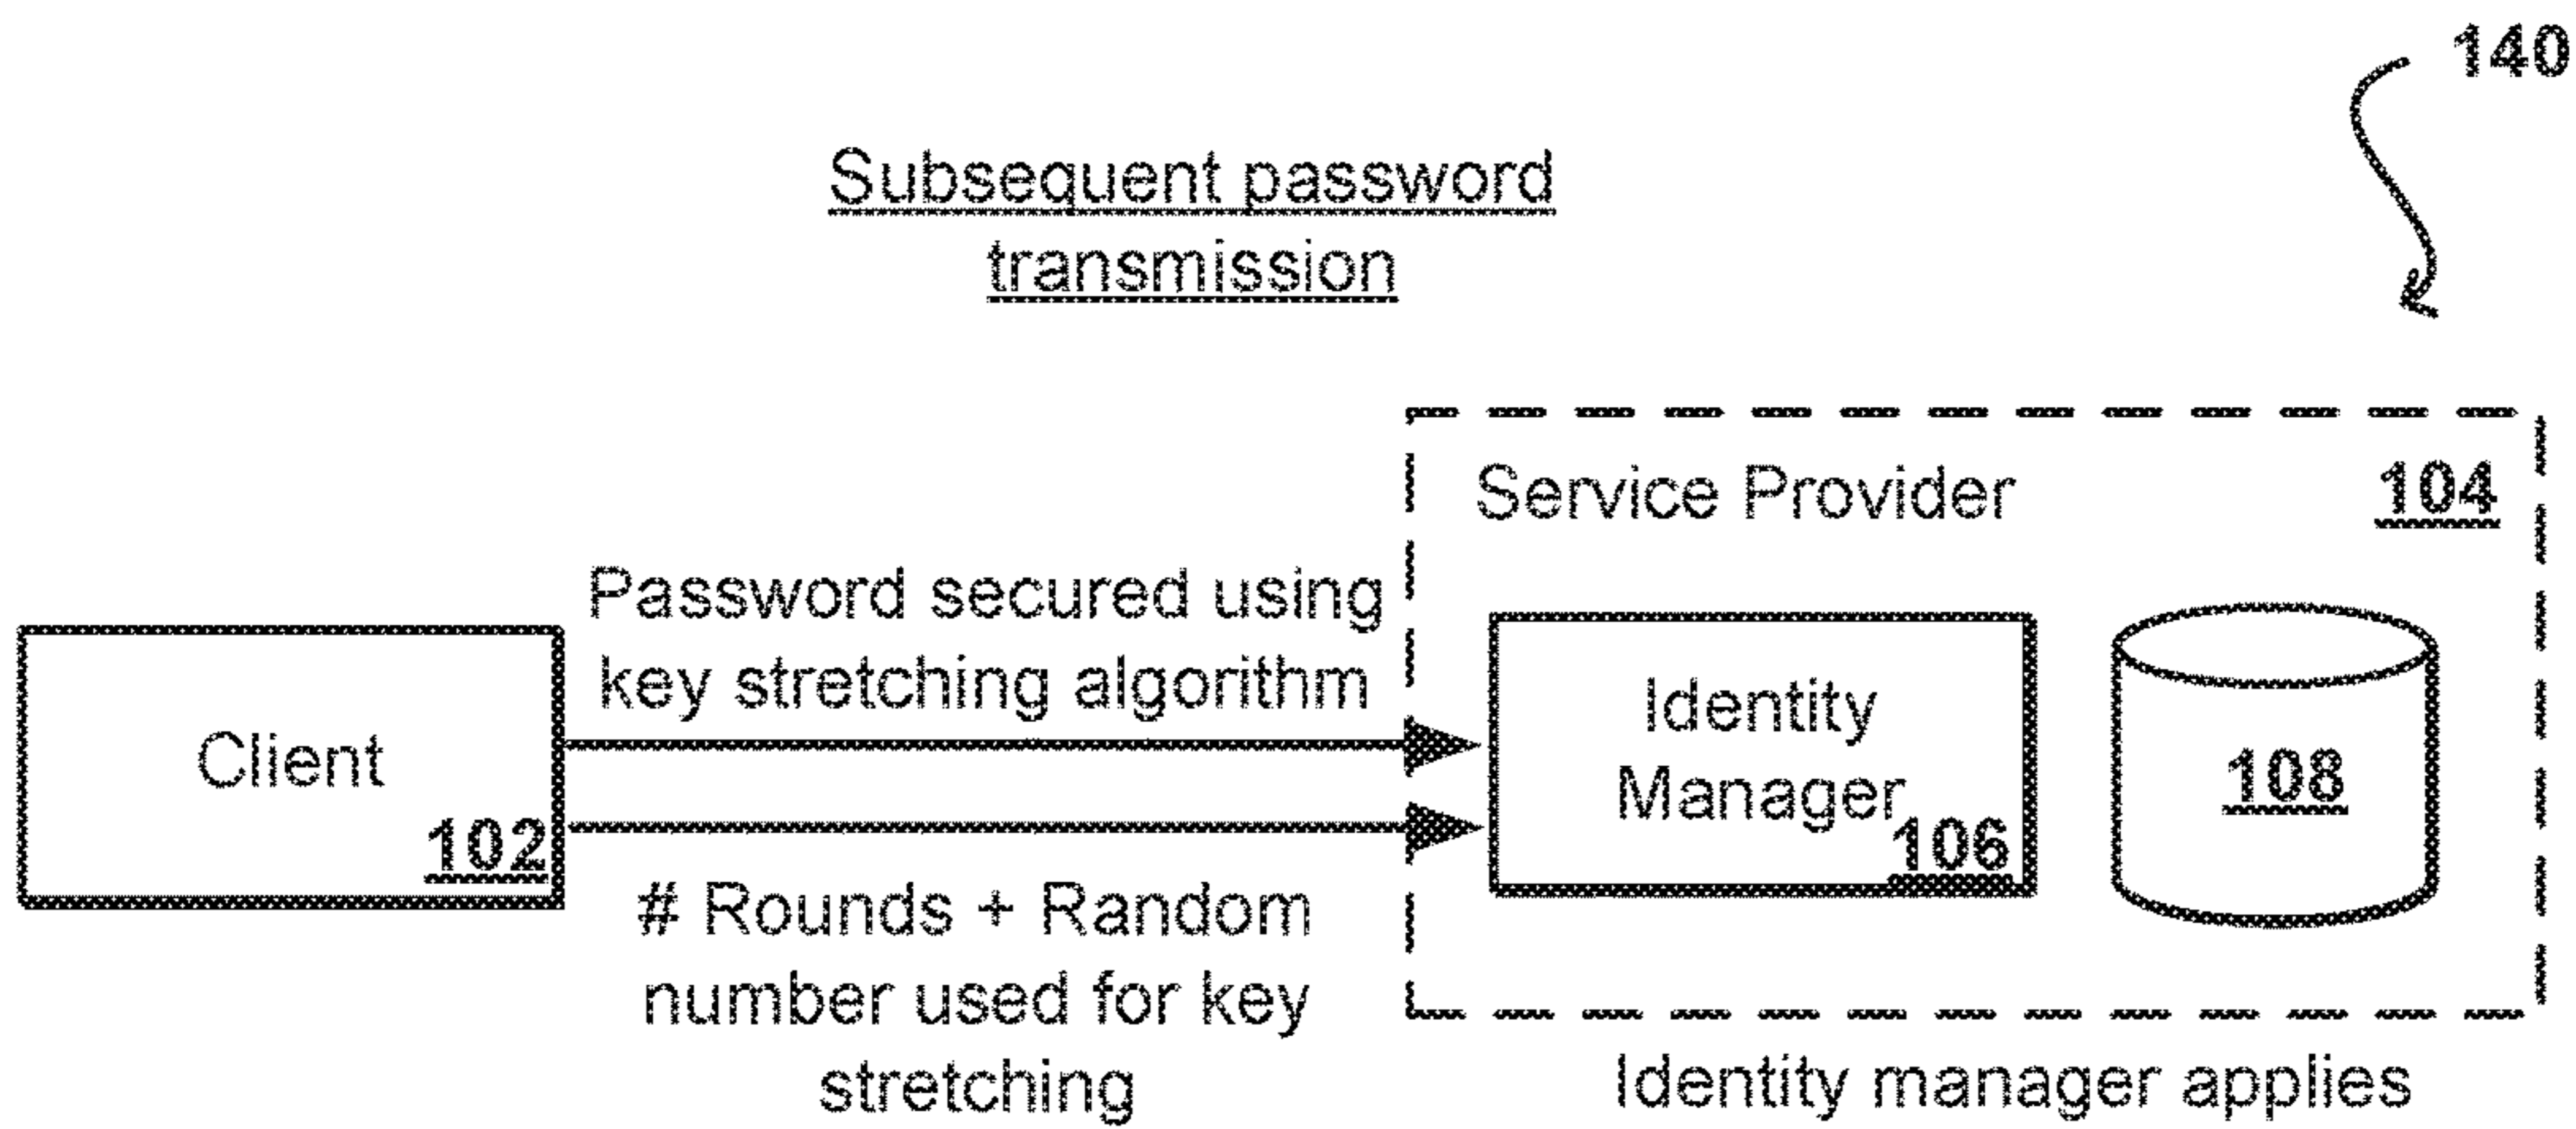 140
Subsequent password
transmission
Service Provider
104
Password secured using
key stretching algorithm
Client
102
Identity
Manager
106
108
# Rounds + Random
number used for key
stretching
Identity manager applies